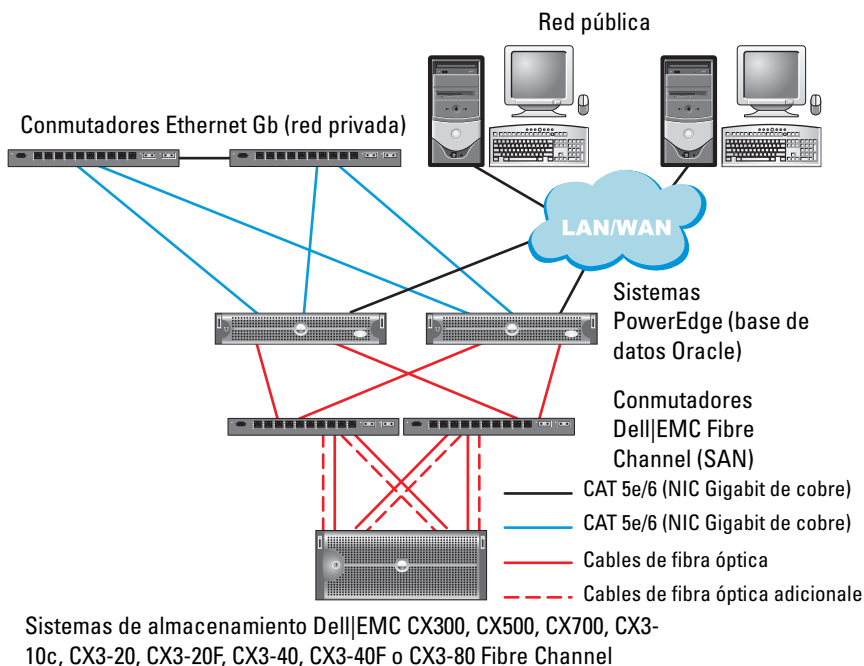 Red pública
Conmutadores Ethernet Gb (red privada)
LAN/WAN
Sistemas
PowerEdge (base de
datos Oracle)
Conmutadores
Dell|EMC Fibre
Channel (SAN)
CAT 5e/6 (NIC Gigabit de cobre)
CAT 5e/6 (NIC Gigabit de cobre)
Cables de fibra óptica
Cables de fibra óptica adicionale
Sistemas de almacenamiento Dell|EMC CX300, CX500, CX700, CX3-
10c, CX3-20, CX3-20F, CX3-40, CX3-40F o CX3-80 Fibre Channel